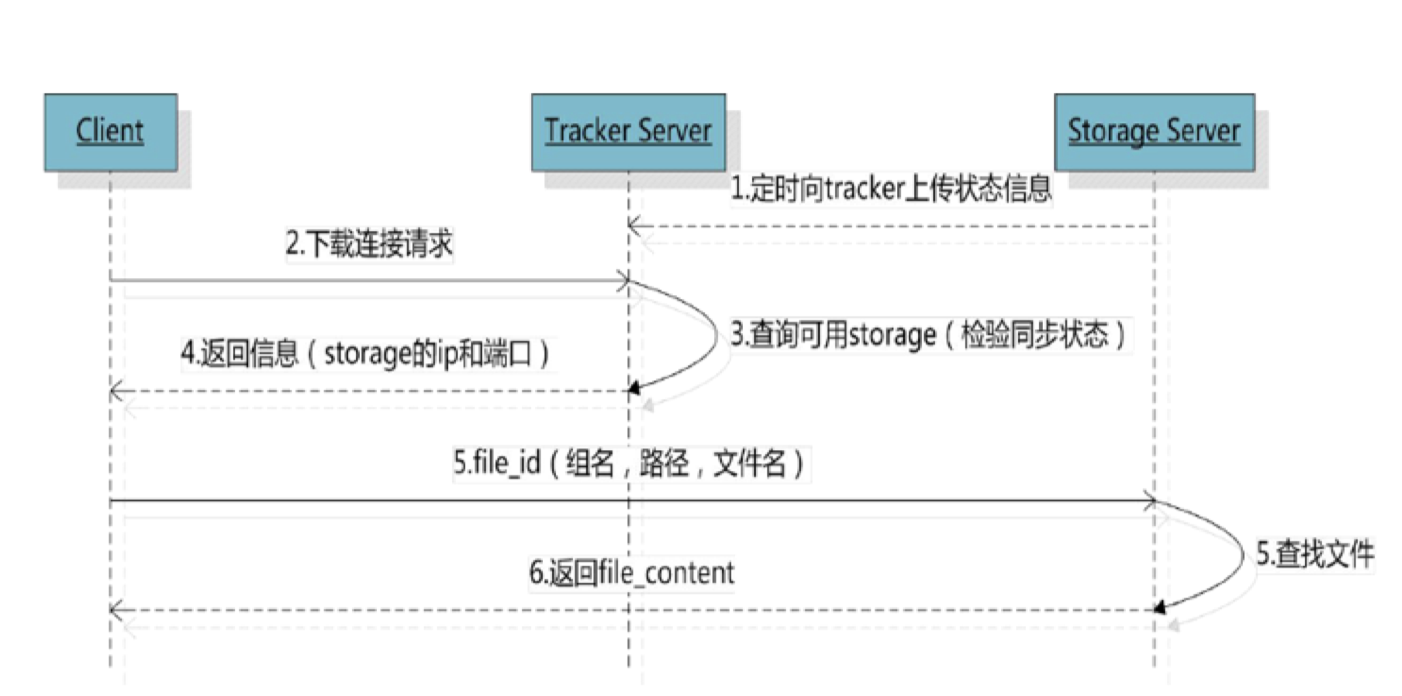 Client
Tracker Server
Storage Server
1.定时向tracker上传状态信息
2.下载连接请求
3.查询可用storage（检验同步状态）
4.返回信息（storage的ip和端口）
5.file_id（组名，路径，文件名）
5.查找文件
6.返回file_content